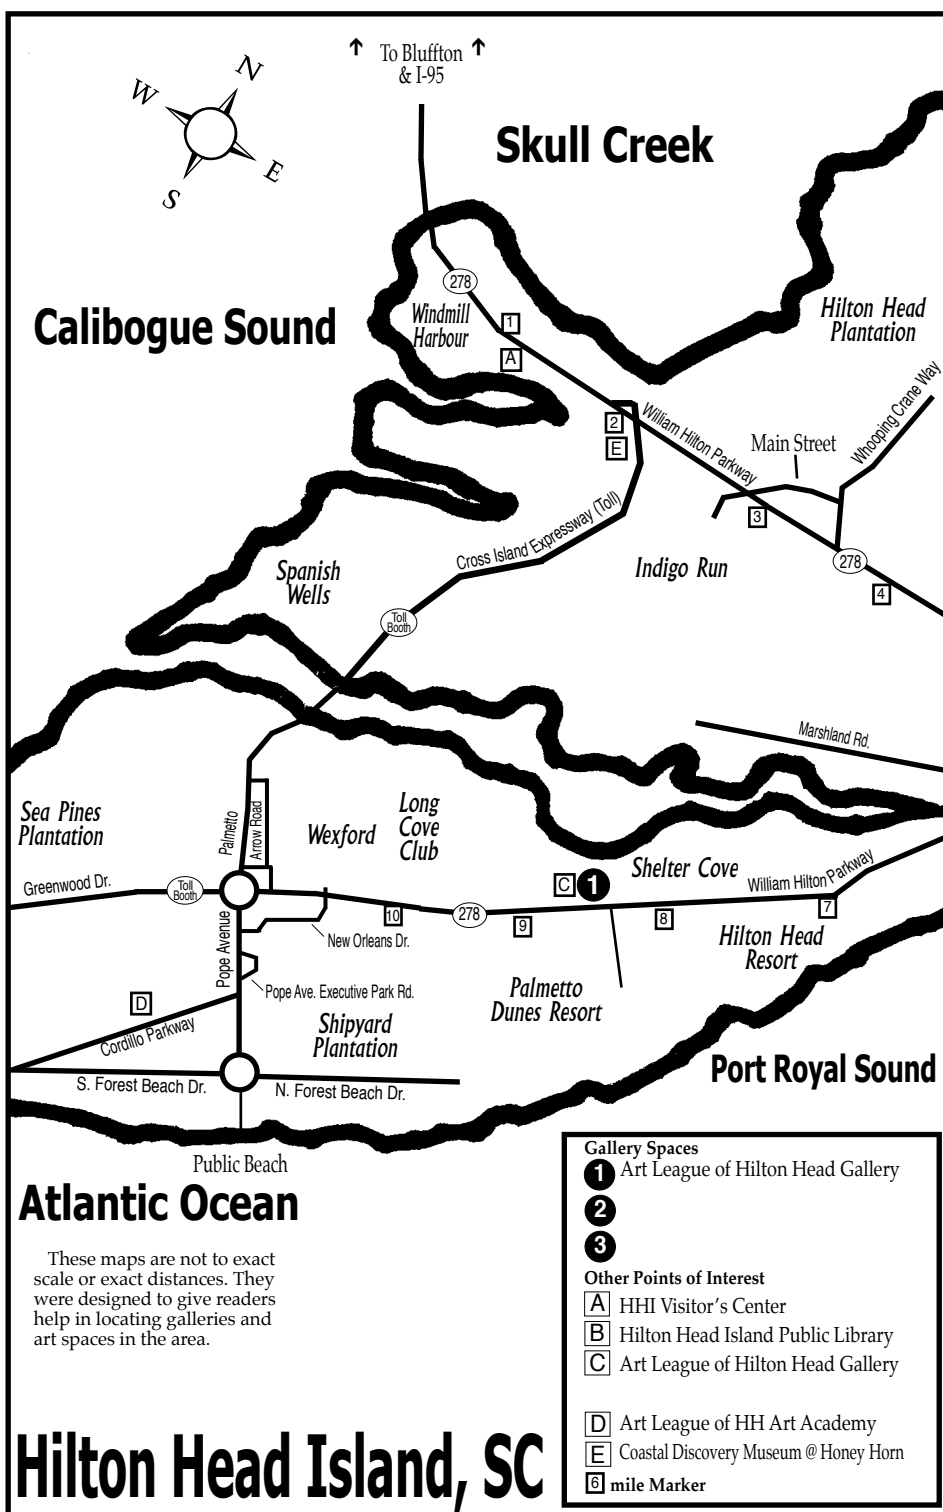 To Bluffton
& I-95
N
W
E
S
Skull Creek
278
Calibogue Sound
Windmill
Harbour
1
A
Hilton Head
Plantation
2
E
William Hilton Parkway
Main Street
Whooping Crane Way
3
Cross Island Expressway (Toll)
Indigo Run
278
4
Spanish
Wells
Toll
Booth
Marshland Rd.
Sea Pines
Plantation
Palmetto
Arrow Road
Wexford
Long
Cove
Club
Shelter Cove
William Hilton Parkway
Greenwood Dr.
Toll
Booth
C
1
10
278
9
8
7
Pope Avenue
New Orleans Dr.
Hilton Head
Resort
Pope Ave. Executive Park Rd.
Palmetto
Dunes Resort
D
Cordillo Parkway
Shipyard
Plantation
Port Royal Sound
S. Forest Beach Dr.
N. Forest Beach Dr.
Public Beach
Atlantic Ocean
These maps are not to exact
scale or exact distances. They
were designed to give readers
help in locating galleries and
art spaces in the area.
Hilton Head Island, SC
Gallery Spaces
1 Art League of Hilton Head Gallery
2
3
Other Points of Interest
A HHI Visitor's Center
B Hilton Head Island Public Library
C Art League of Hilton Head Gallery
D Art League of HH Art Academy
E Coastal Discovery Museum @ Honey Horn
6 mile Marker